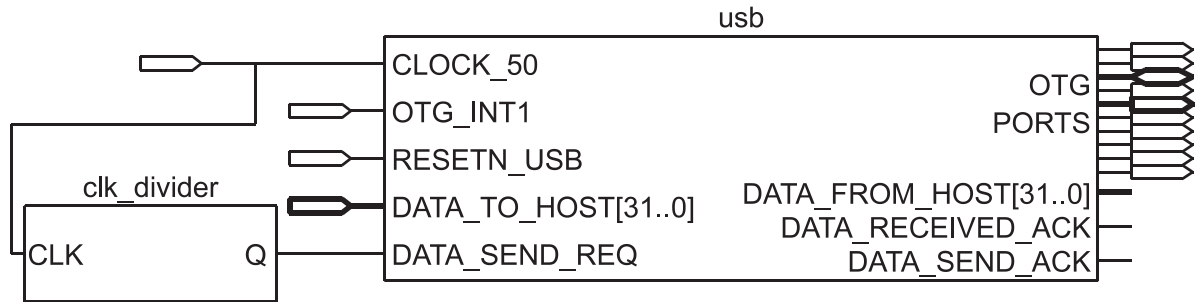 usb
CLOCK_50
OTG_INT1
RESETN_USB
DATA_TO_HOST[31..0]
DATA_SEND_REQ
OTG
PORTS
DATA_FROM_HOST[31..0]
DATA_RECEIVED_ACK
DATA_SEND_ACK
clk_divider
CLK
Q